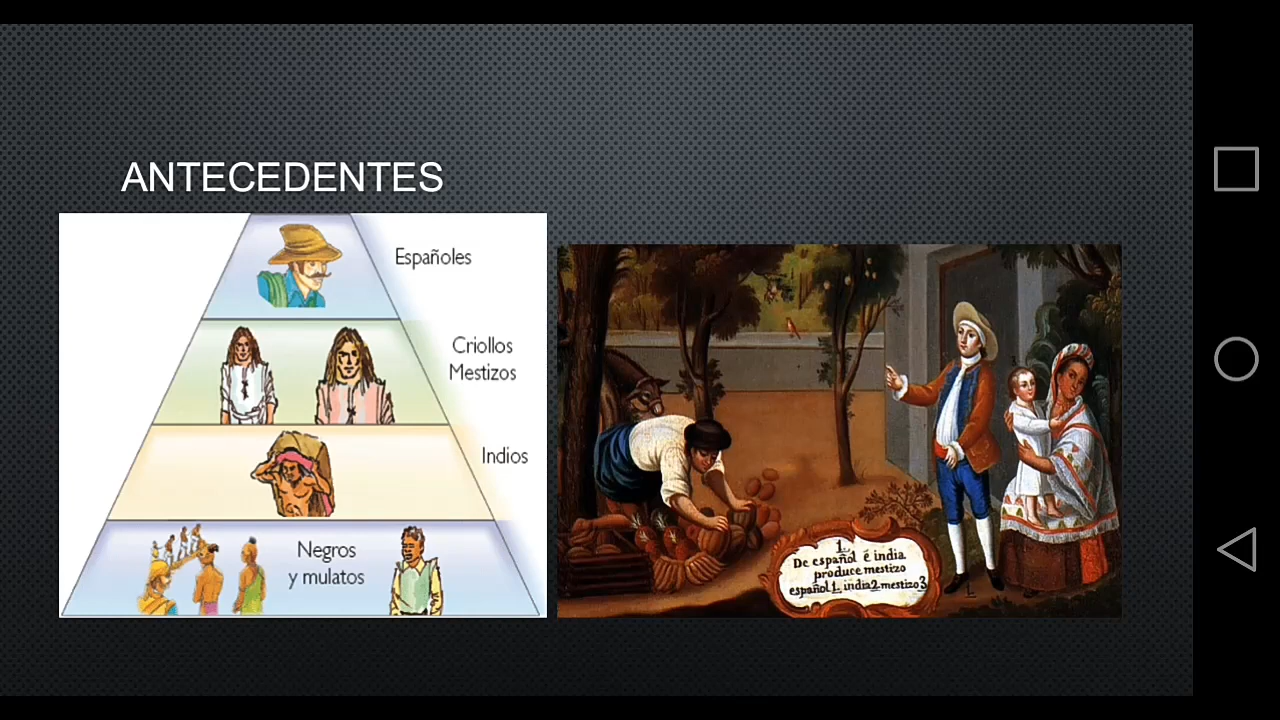 ANTECEDENTES
Españoles
Criollos
Mestizos
Indios
Negros
y mulatos
1.
De español é india
produce mestizo
español 1. india 2 mestizo 3